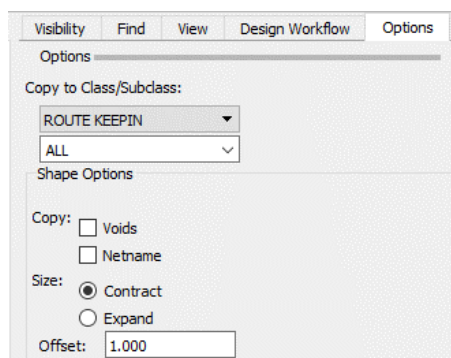 Visibility Find View Design Workflow Options
Options
Copy to Class/Subclass:
ROUTE KEEPIN
ALL
Shape Options
Copy: Voids
Netname
Size: Contract
Expand
Offset: 1.000